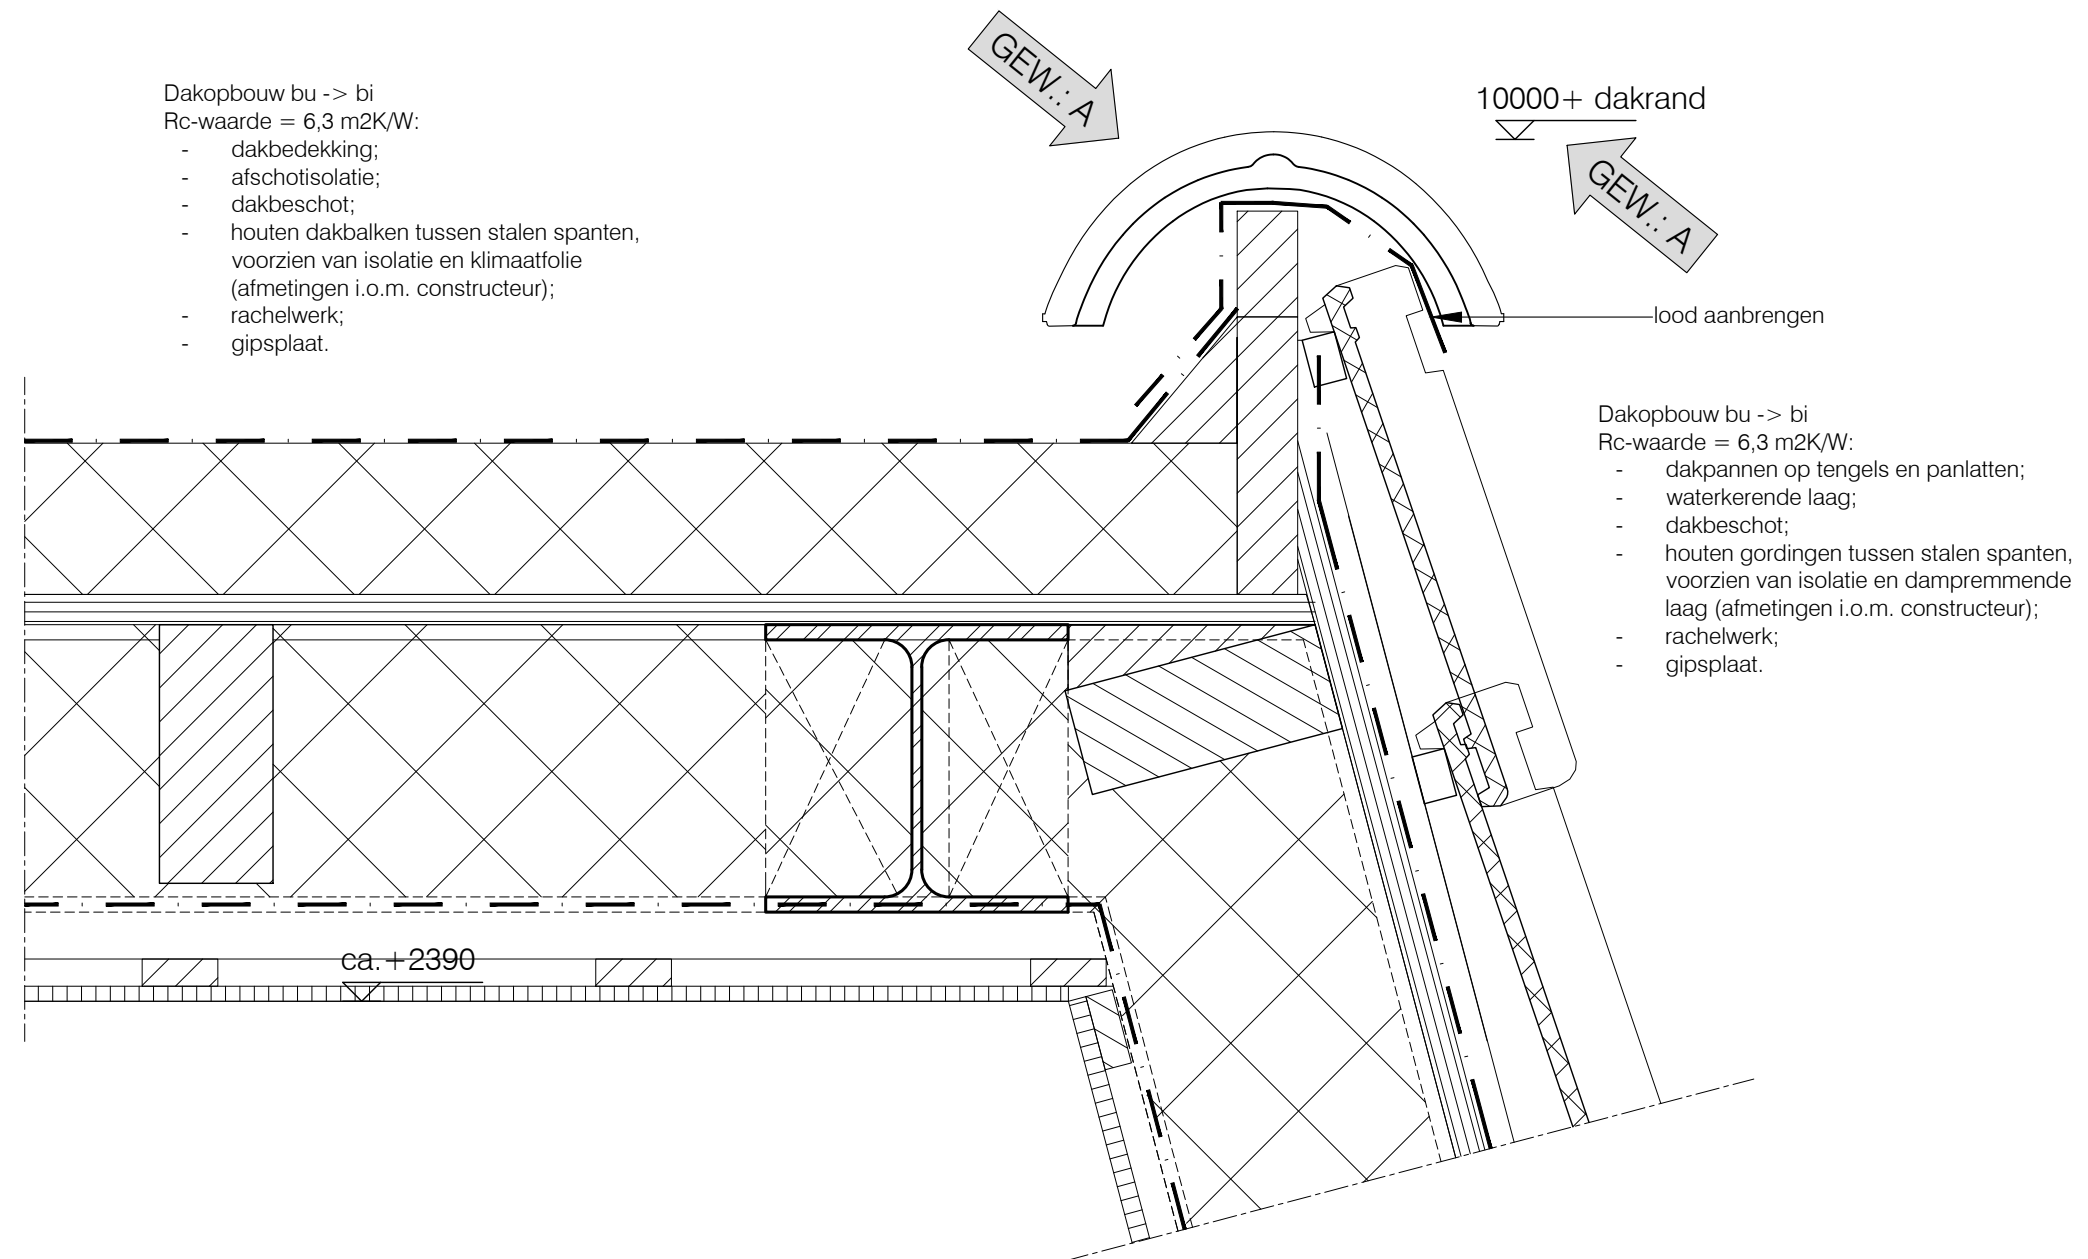 Dakopbouw bu -> bi
Rc-waarde = 6,3 m2K/W:
- dakbedekking;
- afschotisolatie;
- dakbeschot;
- houten dakbalken tussen stalen spanten,
voorzien van isolatie en klimaatfolie
(afmetingen i.o.m. constructeur);
- rachelwerk;
- gipsplaat.
GEW.: A
10000+ dakrand
GEW.: A
lood aanbrengen
Dakopbouw bu -> bi
Rc-waarde = 6,3 m2K/W:
- dakpannen op tengels en panlatten;
- waterkerende laag;
- dakbeschot;
- houten gordingen tussen stalen spanten,
voorzien van isolatie en dampremmende
laag (afmetingen i.o.m. constructeur);
- rachelwerk;
- gipsplaat.
ca.+2390